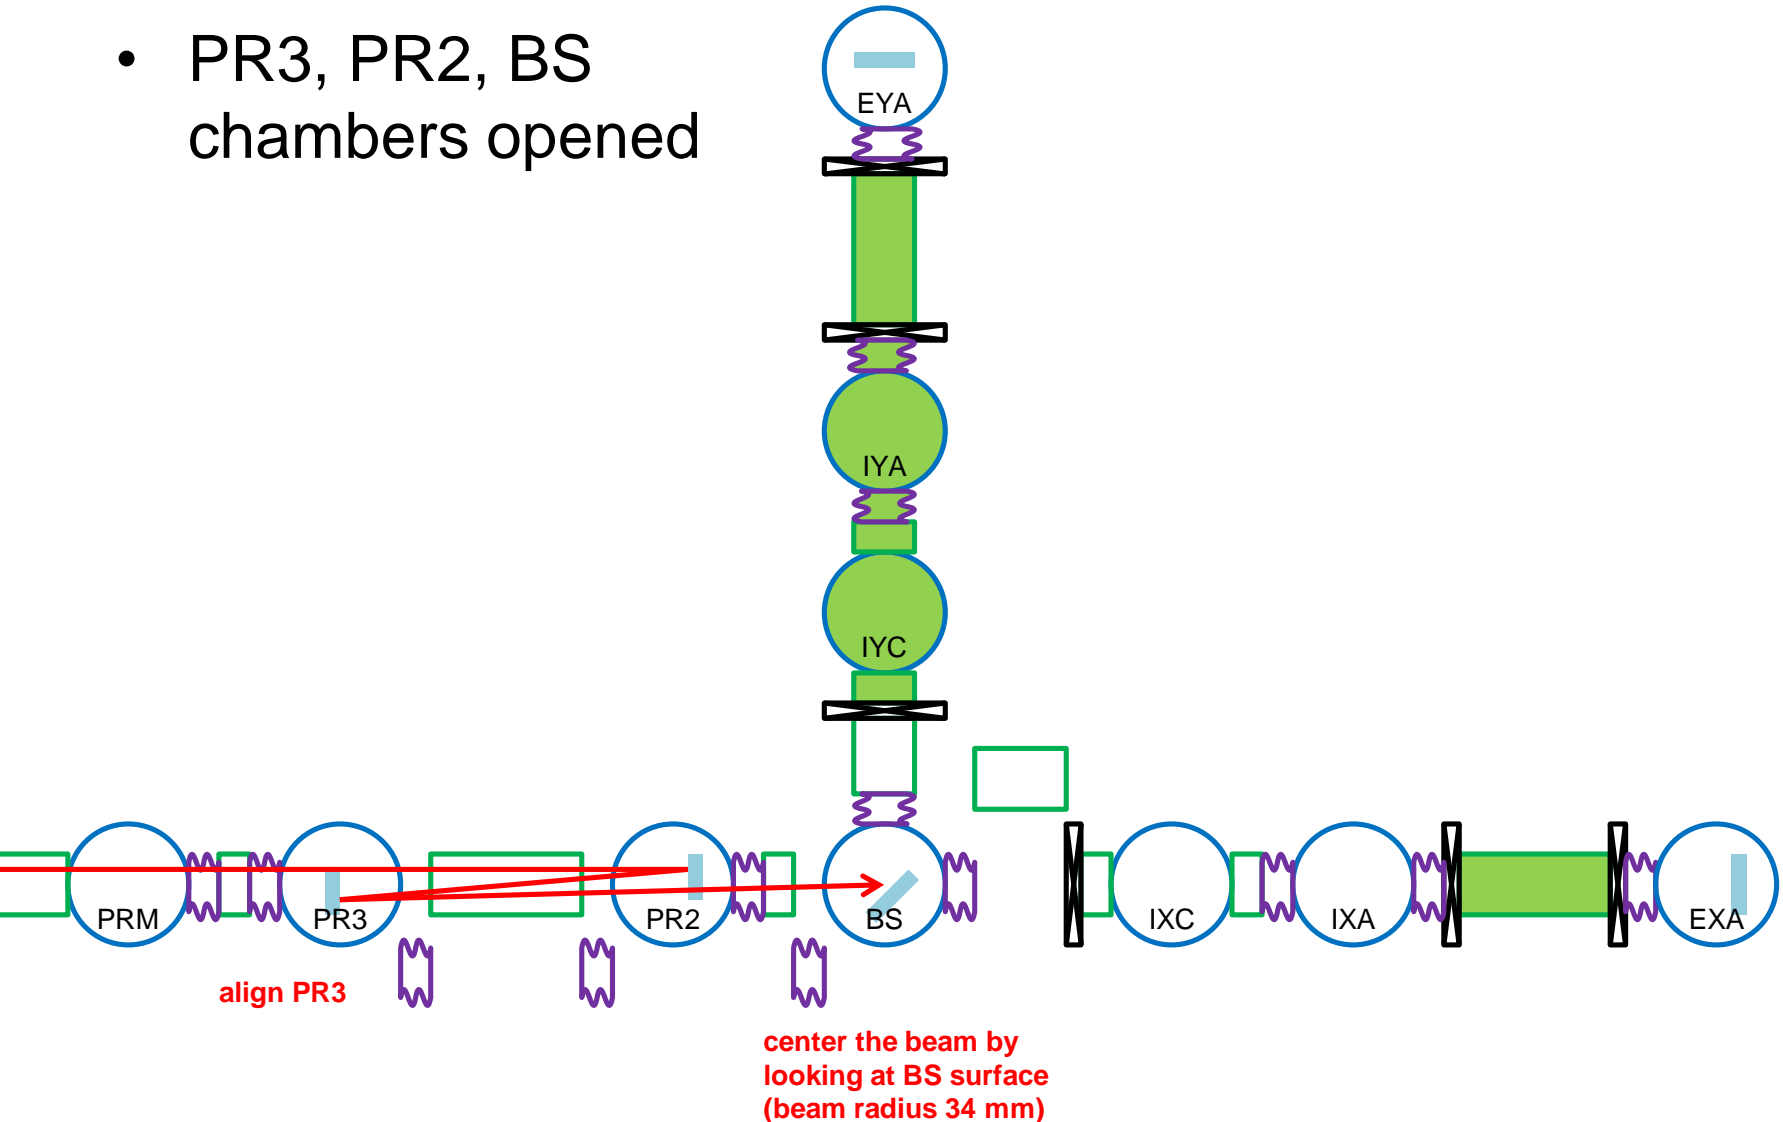 • PR3, PR2, BS
chambers opened
EYA
IYA
IYC
PRM
PR3
PR2
BS
IXC
IXA
EXA
align PR3
center the beam by
looking at BS surface
(beam radius 34 mm)